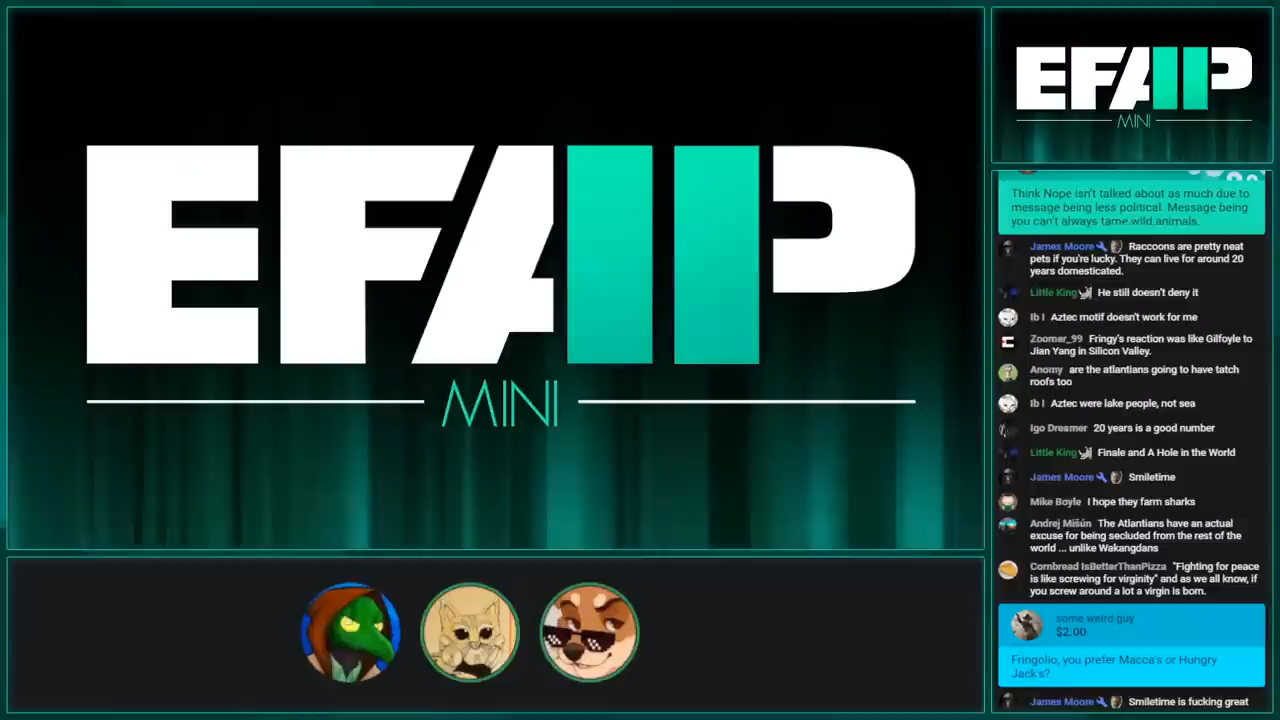 EFAP
MINI
EFAP
MINI
Think Nope isn't talked about as much due to
message being less political. Message being
you can't always tame wild animals.
James Moore Raccoons are pretty neat
pets if you're lucky. They can live for around 20
years domesticated.
Little King He still doesn't deny it
Ib I Aztec motif doesn't work for me
Zoomer_99 Fringy's reaction was like Gilfoyle to
Jian Yang in Silicon Valley.
Anomy are the atlantians going to have tatch
roofs too
Ib I Aztec were lake people, not sea
Igo Dreamer 20 years is a good number
Little King Finale and A Hole in the World
James Moore Smiletime
Mike Boyle I hope they farm sharks
Andrej Mišún The Atlantians have an actual
excuse for being secluded from the rest of the
world ... unlike Wakangdans
Cornbread IsBetterThanPizza "Fighting for peace
is like screwing for virginity" and as we all know, if
you screw around a lot a virgin is born.
some weird guy
$2.00
Fringolio, you prefer Macca's or Hungry
Jack's?
James Moore Smiletime is fucking great